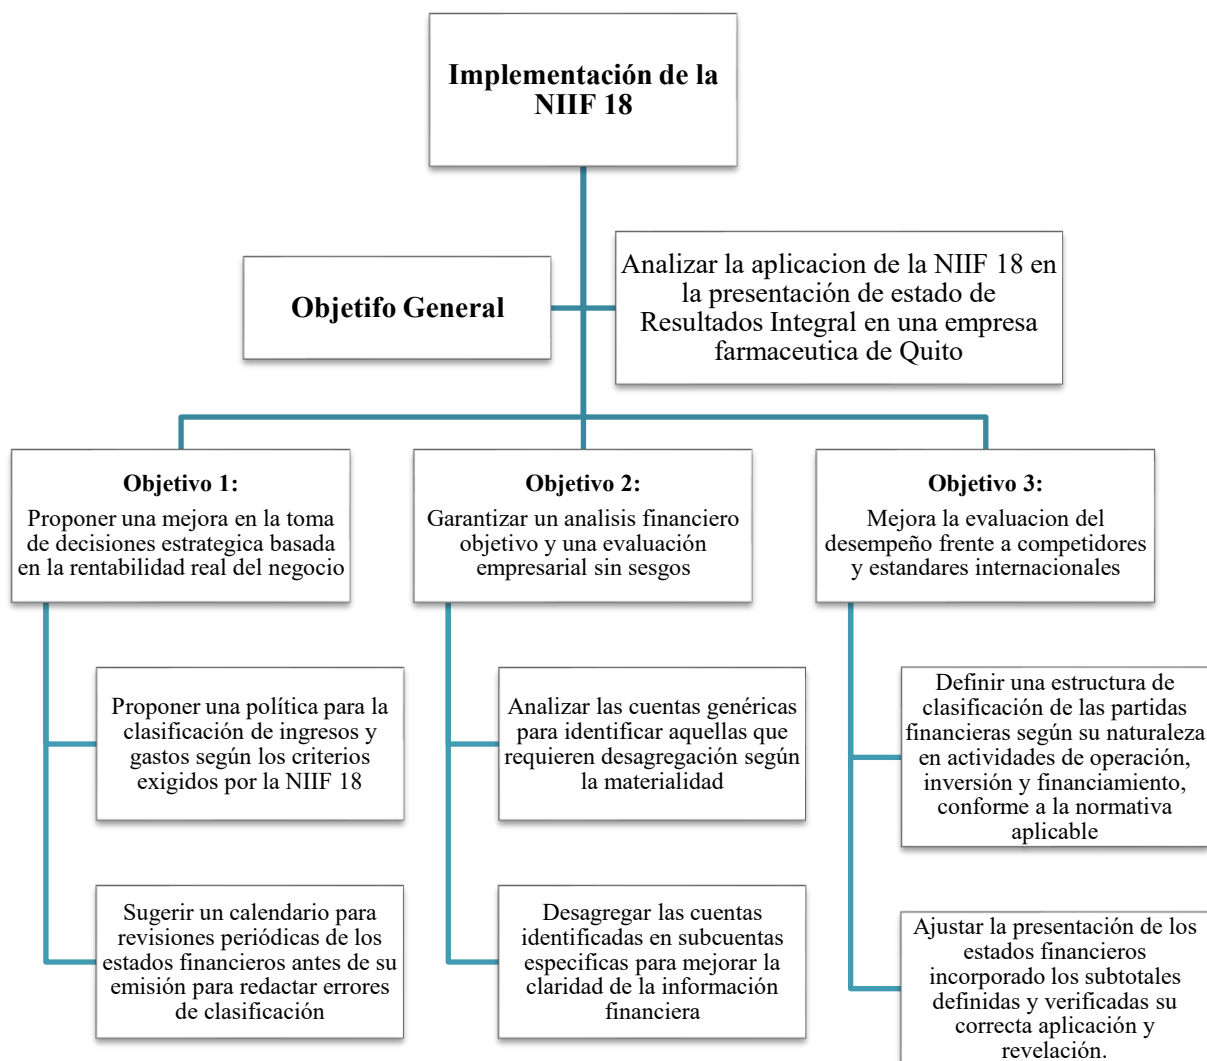 Implementación de la
NIIF 18
Objetifo General
Analizar la aplicacion de la NIIF 18 en
la presentación de estado de
Resultados Integral en una empresa
farmaceutica de Quito
Objetivo 1:
Proponer una mejora en la toma
de decisiones estrategica basada
en la rentabilidad real del negocio
Objetivo 2:
Garantizar un analisis financiero
objetivo y una evaluación
empresarial sin sesgos
Objetivo 3:
Mejora la evaluacion del
desempeño frente a competidores
y estandares internacionales
Proponer una política para la
clasificación de ingresos y
gastos según los criterios
exigidos por la NIIF 18
Analizar las cuentas genéricas
para identificar aquellas que
requieren desagregación según
la materialidad
Definir una estructura de
clasificación de las partidas
financieras según su naturaleza
en actividades de operación,
inversión y financiamiento,
conforme a la normativa
aplicable
Sugerir un calendario para
revisiones periódicas de los
estados financieros antes de su
emisión para redactar errores
de clasificación
Desagregar las cuentas
identificadas en subcuentas
especificas para mejorar la
claridad de la información
financiera
Ajustar la presentación de los
estados financieros
incorporado los subtotales
definidas y verificadas su
correcta aplicación y
revelación.